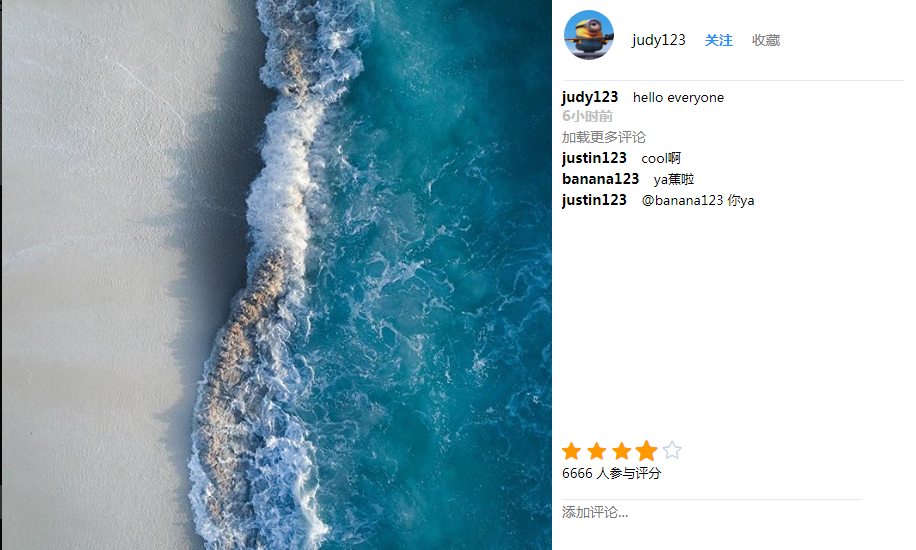 judy123 关注 收藏
judy123 hello everyone
6小时前
加载更多评论
justin123 cool啊
banana123 ya蕉啦
justin123 @banana123 你ya
6666 人参与评分
添加评论...